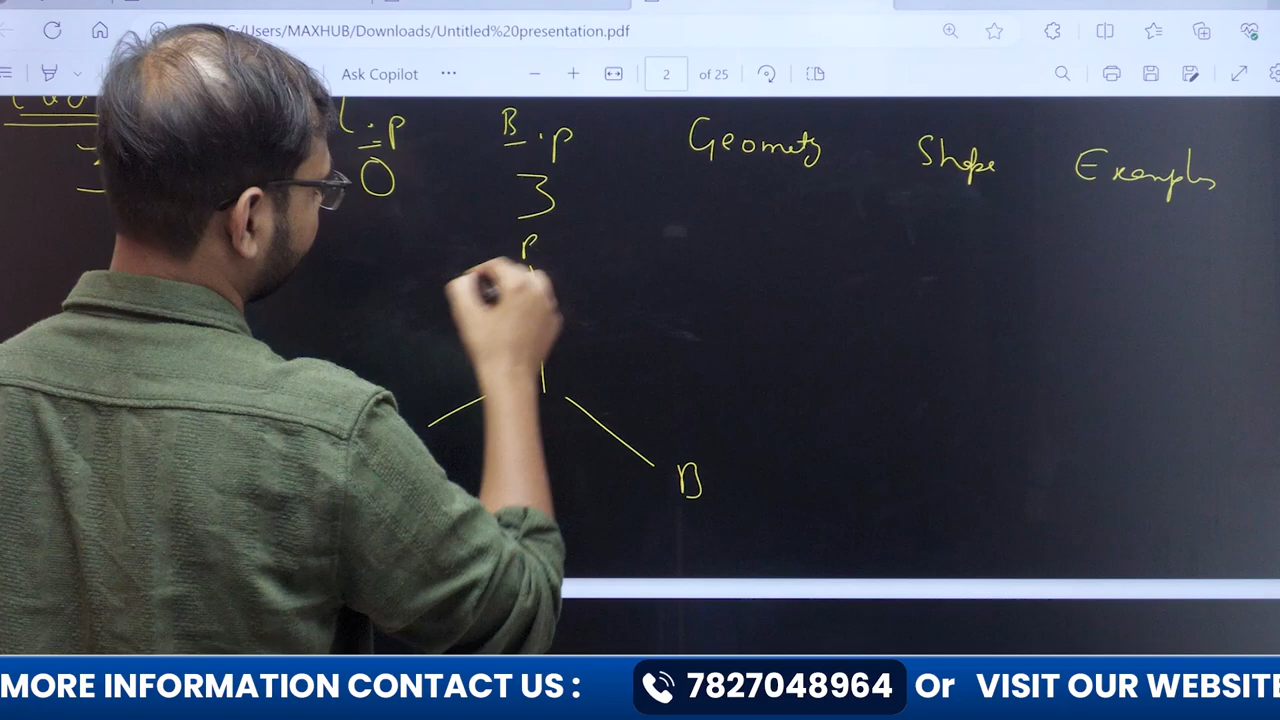 C:/Users/MAXHUB/Downloads/Untitled%20presentation.pdf
Ask Copilot
2 of 25
L.P B.P Geometry Shape Examples
0 3
P
B
MORE INFORMATION CONTACT US : 7827048964 Or VISIT OUR WEBSITE